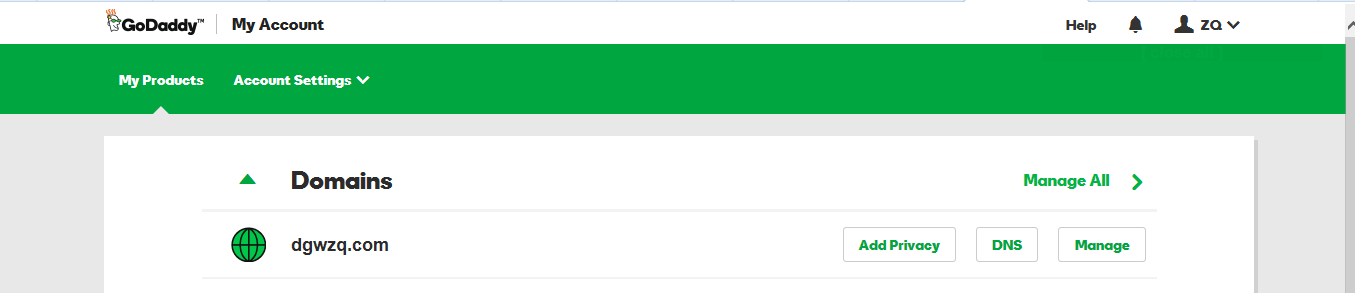 GoDaddy™ My Account Help ZQ
My Products Account Settings
Domains Manage All
dgwzq.com Add Privacy DNS Manage